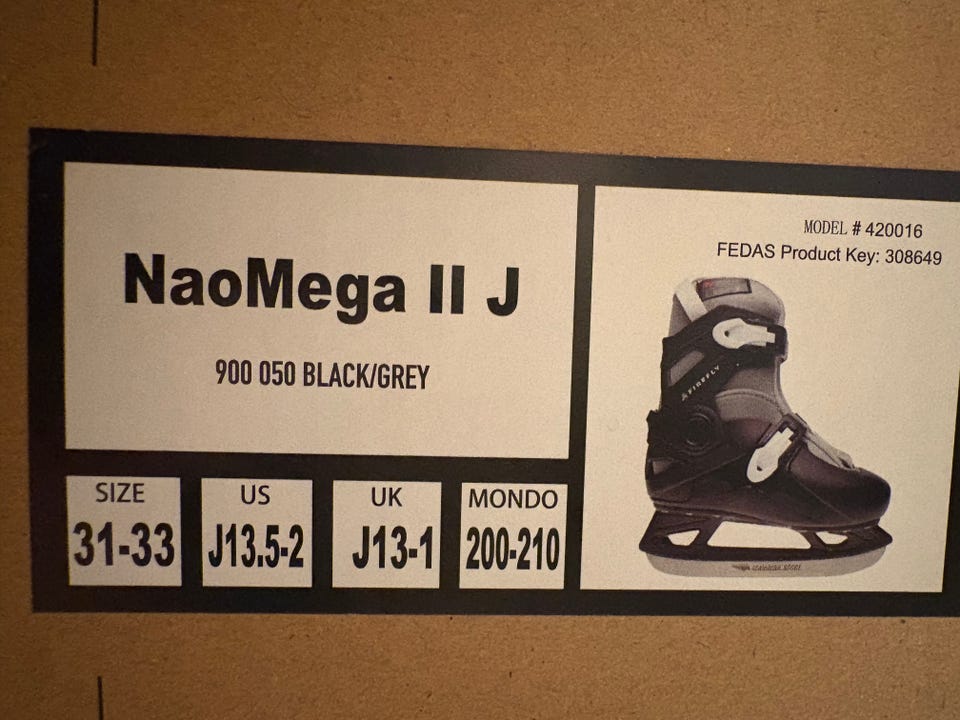 NaoMega II J
900 050 BLACK/GREY
SIZE
31-33
US
J13.5-2
UK
J13-1
MONDO
200-210
MODEL # 420016
FEDAS Product Key: 308649
FIREFLY